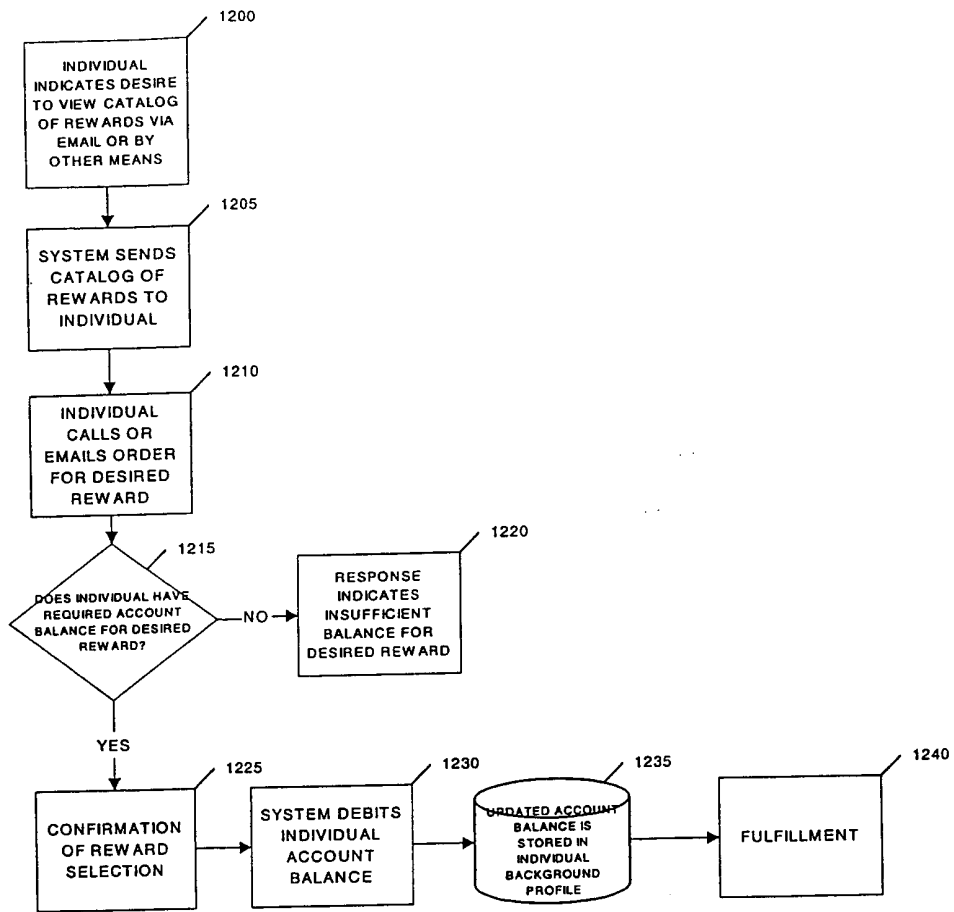 1200
INDIVIDUAL
INDICATES DESIRE
TO VIEW CATALOG
OF REWARDS VIA
EMAIL OR BY
OTHER MEANS
1205
SYSTEM SENDS
CATALOG OF
REWARDS TO
INDIVIDUAL
1210
INDIVIDUAL
CALLS OR
EMAILS ORDER
FOR DESIRED
REWARD
1215
DOES INDIVIDUAL HAVE
REQUIRED ACCOUNT
BALANCE FOR DESIRED
REWARD?
NO
1220
RESPONSE
INDICATES
INSUFFICIENT
BALANCE FOR
DESIRED REWARD
YES
1225
CONFIRMATION
OF REWARD
SELECTION
1230
SYSTEM DEBITS
INDIVIDUAL
ACCOUNT
BALANCE
1235
UPDATED ACCOUNT
BALANCE IS
STORED IN
INDIVIDUAL
BACKGROUND
PROFILE
1240
FULFILLMENT